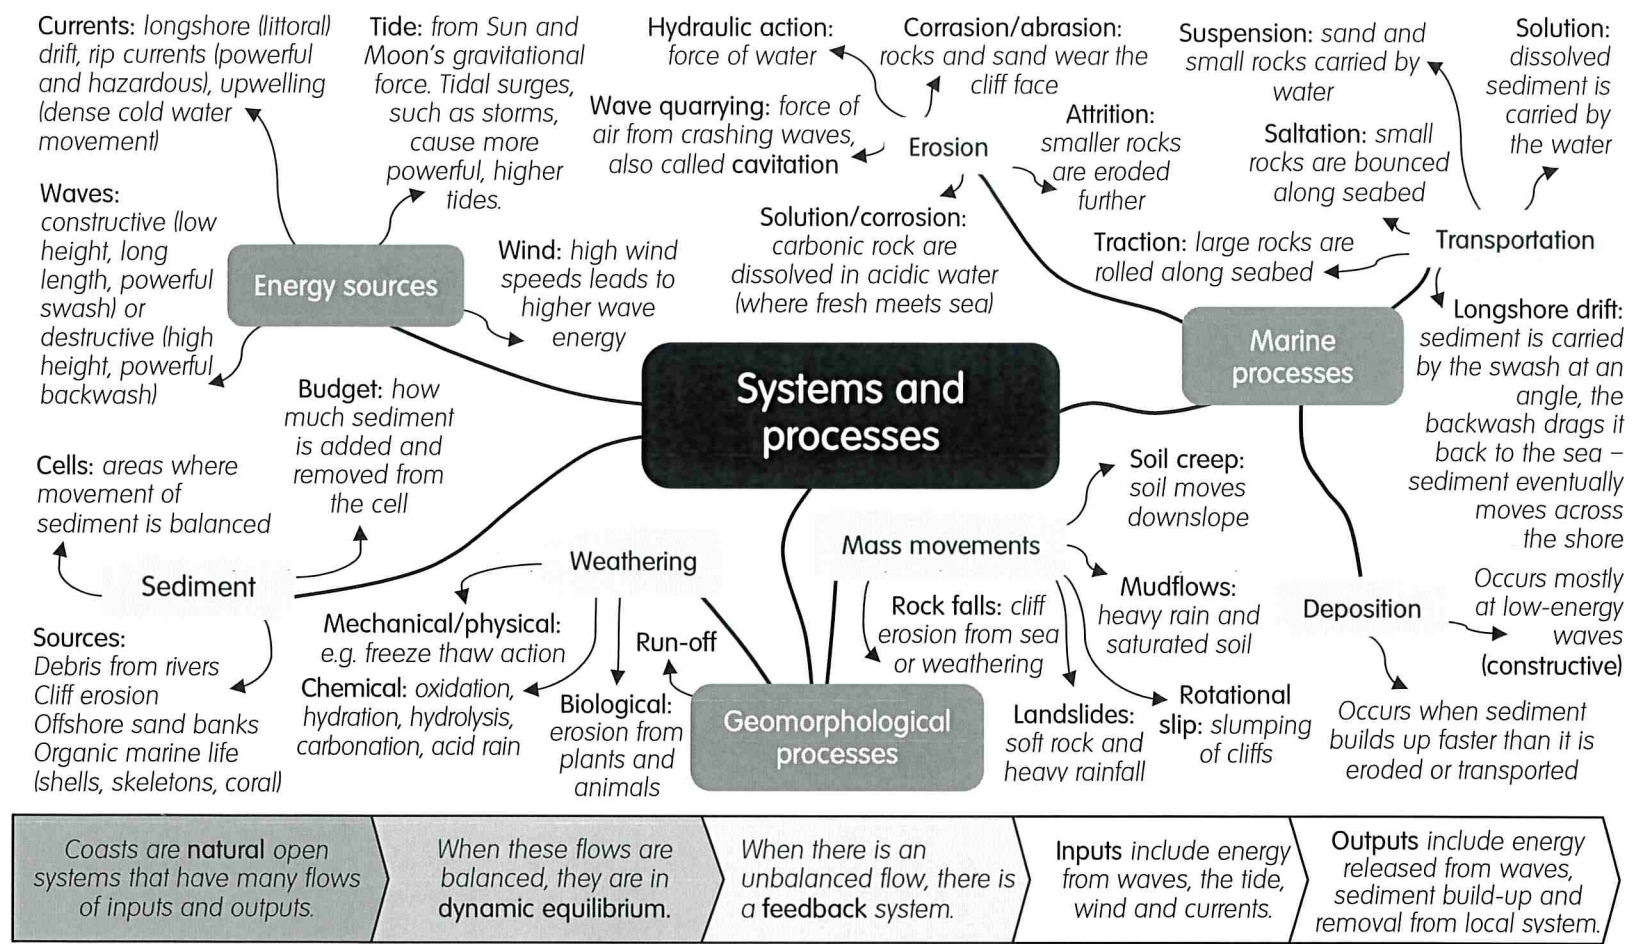 Currents: longshore (littoral)
drift, rip currents (powerful
and hazardous), upwelling
(dense cold water
movement)
Tide: from Sun and
Moon's gravitational
force. Tidal surges,
such as storms,
cause more
powerful, higher
tides.
Waves:
constructive (low
height, long
length, powerful
swash) or
destructive (high
height, powerful
backwash)
Energy sources
Wind: high wind
speeds leads to
higher wave
energy
Hydraulic action:
force of water
Corrasion/abrasion:
rocks and sand wear the
cliff face
Wave quarrying: force of
air from crashing waves,
also called cavitation
Erosion
Attrition:
smaller rocks
are eroded
further
Solution/corrosion:
carbonic rock are
dissolved in acidic water
(where fresh meets sea)
Suspension: sand and
small rocks carried by
water
Solution:
dissolved
sediment is
carried by
the water
Saltation: small
rocks are bounced
along seabed
Traction: large rocks are
rolled along seabed
Transportation
Longshore drift:
sediment is carried
by the swash at an
angle, the
backwash drags it
back to the sea –
sediment eventually
moves across
the shore
Marine
processes
Systems and
processes
Budget: how
much sediment
is added and
removed from
the cell
Cells: areas where
movement of
sediment is balanced
Sediment
Sources:
Debris from rivers
Cliff erosion
Offshore sand banks
Organic marine life
(shells, skeletons, coral)
Weathering
Mechanical/physical:
e.g. freeze thaw action
Chemical: oxidation,
hydration, hydrolysis,
carbonation, acid rain
Biological:
erosion from
plants and
animals
Run-off
Geomorphological
processes
Mass movements
Soil creep:
soil moves
downslope
Mudflows:
heavy rain and
saturated soil
Rock falls: cliff
erosion from sea
or weathering
Landslides:
soft rock and
heavy rainfall
Rotational
slip: slumping
of cliffs
Deposition
Occurs mostly
at low-energy
waves
(constructive)
Occurs when sediment
builds up faster than it is
eroded or transported
Coasts are natural open
systems that have many flows
of inputs and outputs.
When these flows are
balanced, they are in
dynamic equilibrium.
When there is an
unbalanced flow, there is
a feedback system.
Inputs include energy
from waves, the tide,
wind and currents.
Outputs include energy
released from waves,
sediment build-up and
removal from local system.